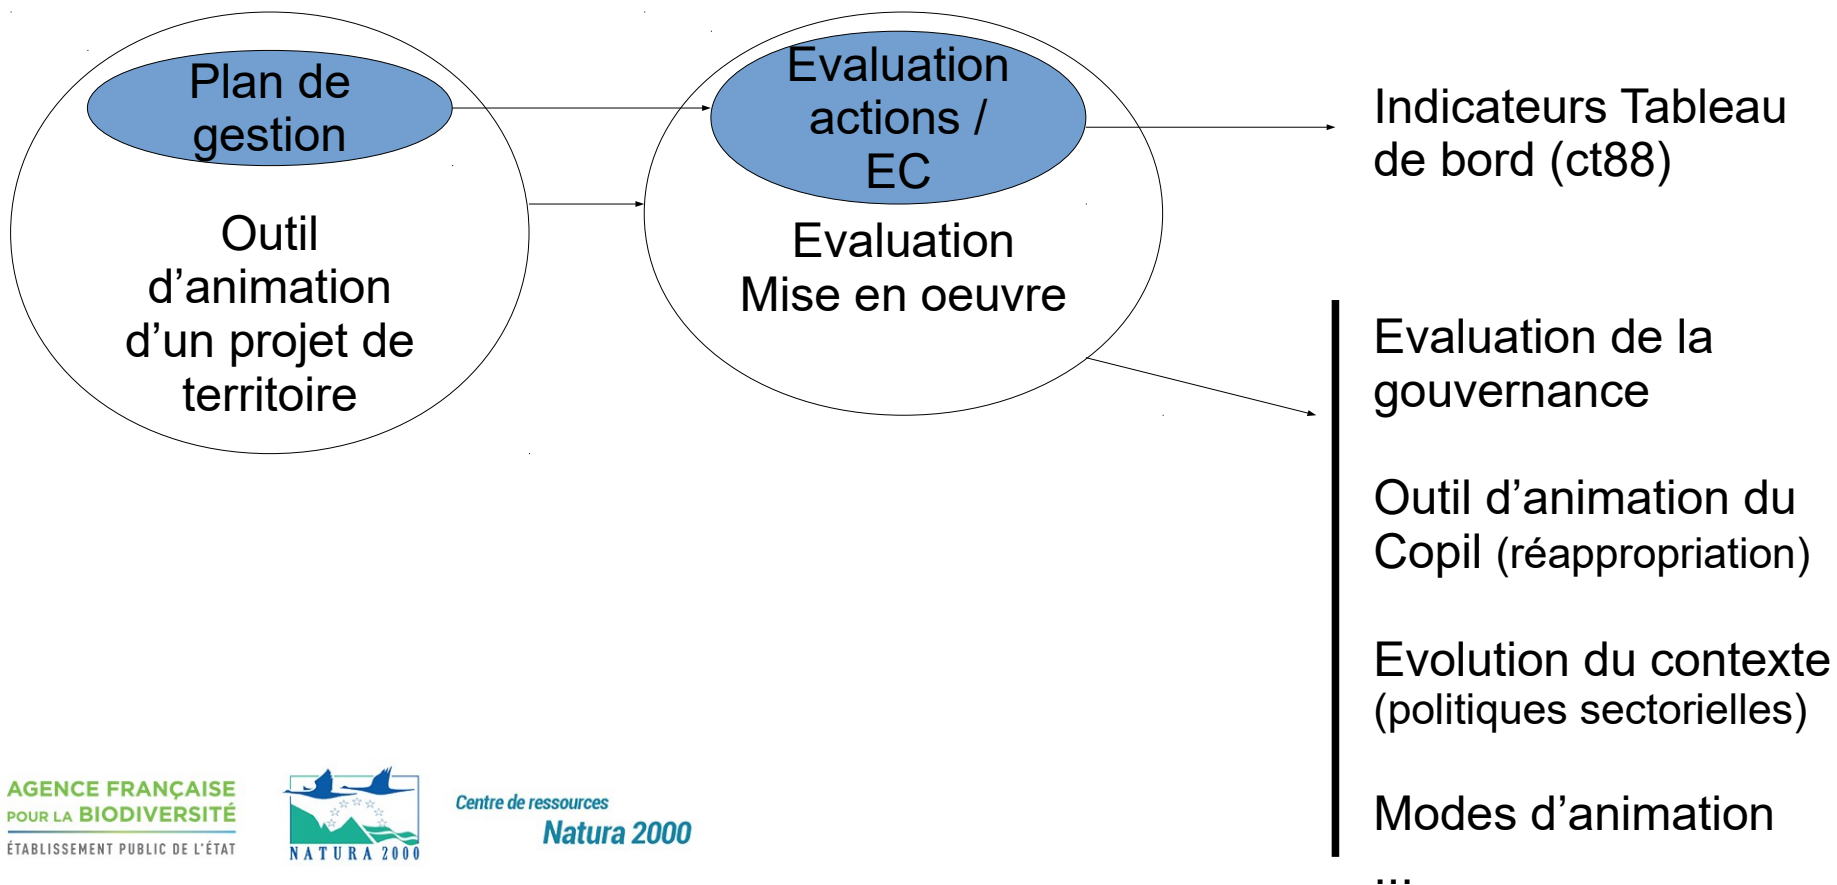 Plan de
gestion
Outil
d’animation
d’un projet de
territoire
Evaluation
actions /
EC
Evaluation
Mise en oeuvre
Indicateurs Tableau
de bord (ct88)
Evaluation de la
gouvernance
Outil d’animation du
Copil (réappropriation)
Evolution du contexte
(politiques sectorielles)
Modes d’animation
...
AGENCE FRANÇAISE
POUR LA BIODIVERSITÉ
ÉTABLISSEMENT PUBLIC DE L’ÉTAT
NATURA 2000
Centre de ressources
Natura 2000